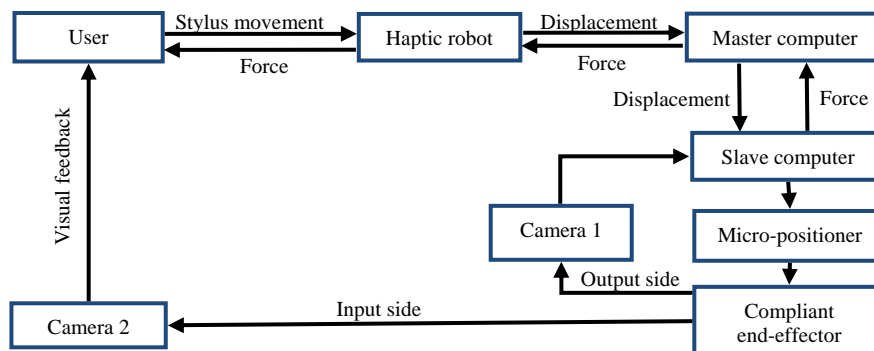 User
Stylus movement
Force
Haptic robot
Displacement
Force
Master computer
Displacement
Force
Slave computer
Visual feedback
Camera 1
Micro-positioner
Output side
Input side
Camera 2
Compliant
end-effector